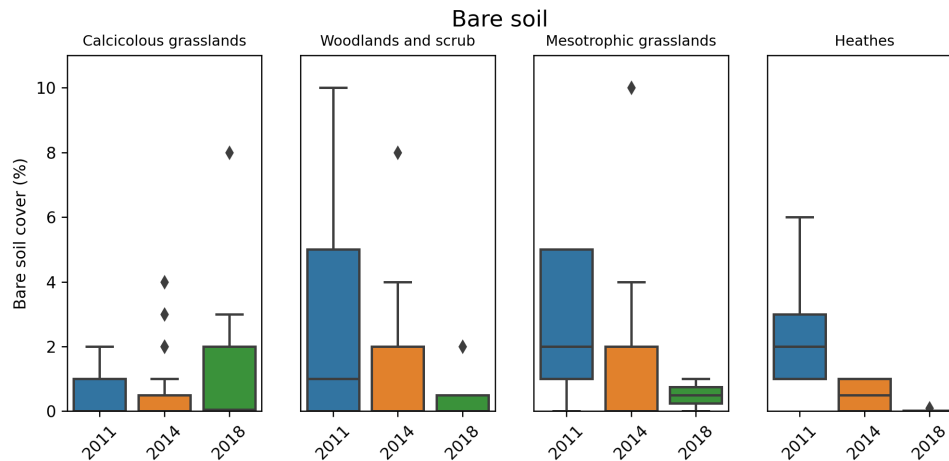 Bare soil
Calcicolous grasslands
Woodlands and scrub
Mesotrophic grasslands
Heathes
Bare soil cover (%)
10
8
6
4
2
0
2011 2014 2018 2011 2014 2018 2011 2014 2018 2011 2014 2018